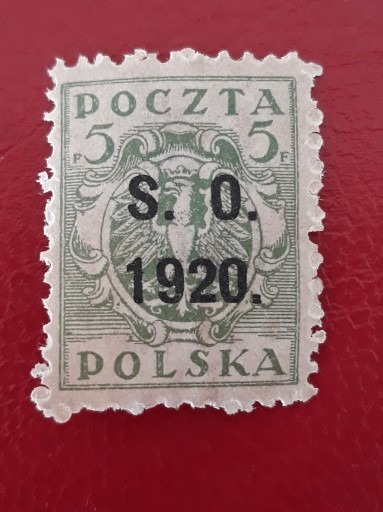 POCZTA
5 F 5 F
S. O.
1920.
POLSKA